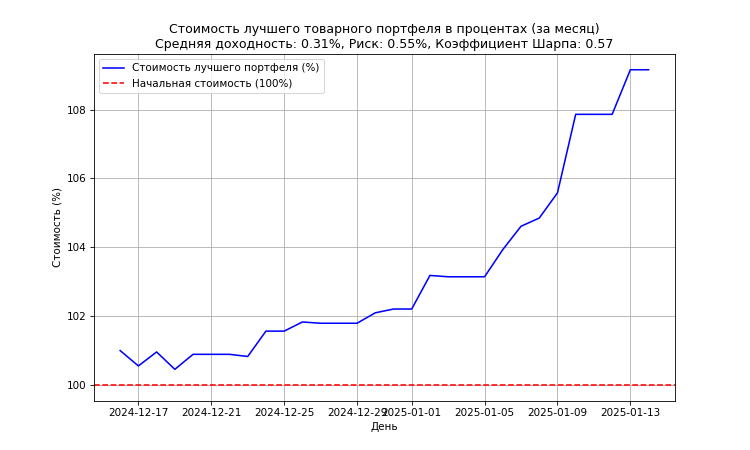 Стоимость лучшего товарного портфеля в процентах (за месяц)
Средняя доходность: 0.31%, Риск: 0.55%, Коэффициент Шарпа: 0.57
Стоимость лучшего портфеля (%)
Начальная стоимость (100%)
Стоимость (%)
108
106
104
102
100
2024-12-17 2024-12-21 2024-12-25 2024-12-29 2025-01-01 2025-01-05 2025-01-09 2025-01-13
День